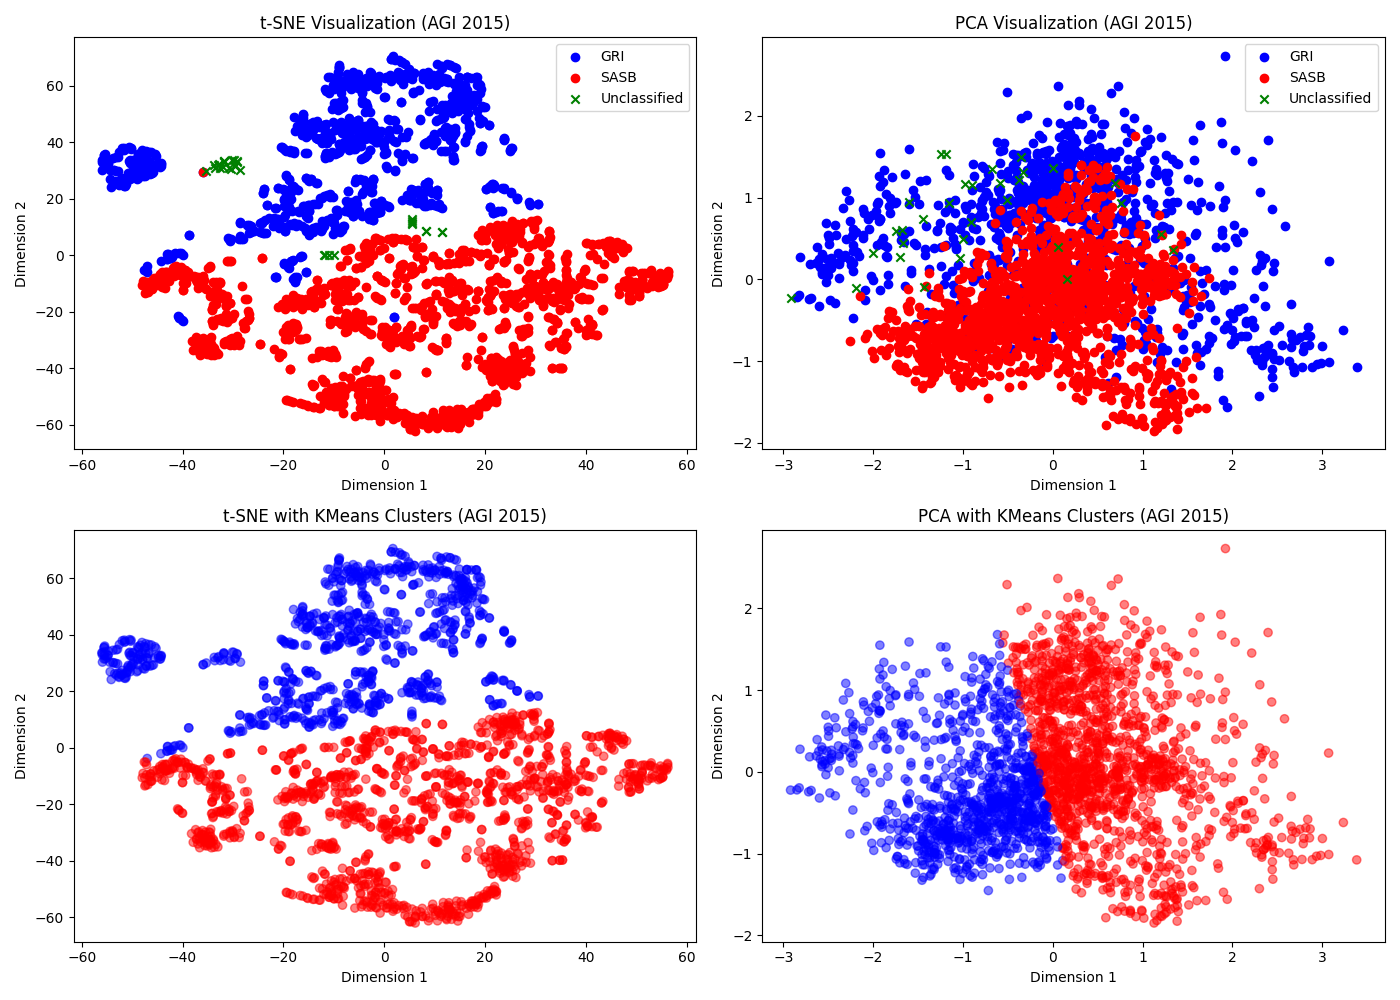 t-SNE Visualization (AGI 2015)
GRI
SASB
Unclassified
60
40
20
0
−20
−40
−60
Dimension 2
−60
−40
−20
0
20
40
60
Dimension 1
PCA Visualization (AGI 2015)
GRI
SASB
Unclassified
2
1
0
−1
−2
Dimension 2
−3
−2
−1
0
1
2
3
Dimension 1
t-SNE with KMeans Clusters (AGI 2015)
60
40
20
0
−20
−40
−60
Dimension 2
−60
−40
−20
0
20
40
60
Dimension 1
PCA with KMeans Clusters (AGI 2015)
2
1
0
−1
−2
Dimension 2
−3
−2
−1
0
1
2
3
Dimension 1